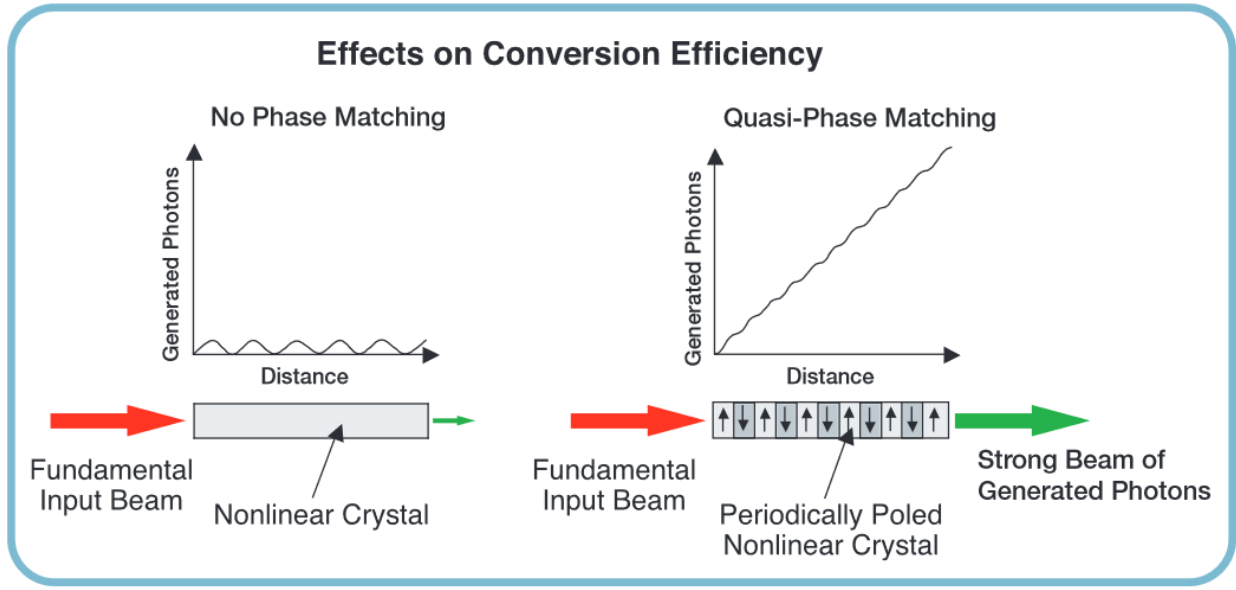 Effects on Conversion Efficiency
No Phase Matching
Generated Photons
Distance
Fundamental
Input Beam
Nonlinear Crystal
Quasi-Phase Matching
Generated Photons
Distance
Fundamental
Input Beam
Periodically Poled
Nonlinear Crystal
Strong Beam of
Generated Photons